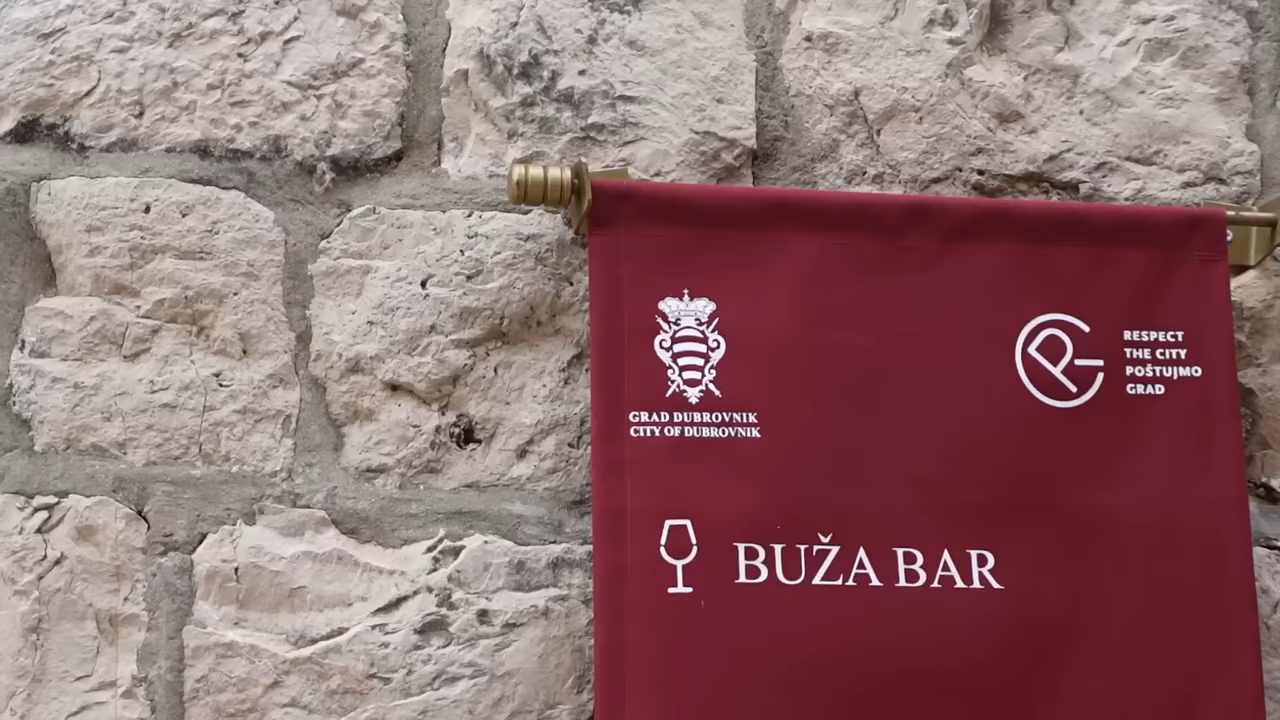 GRAD DUBROVNIK
CITY OF DUBROVNIK
RESPECT
THE CITY
POŠTUJMO
GRAD
BUŽA BAR